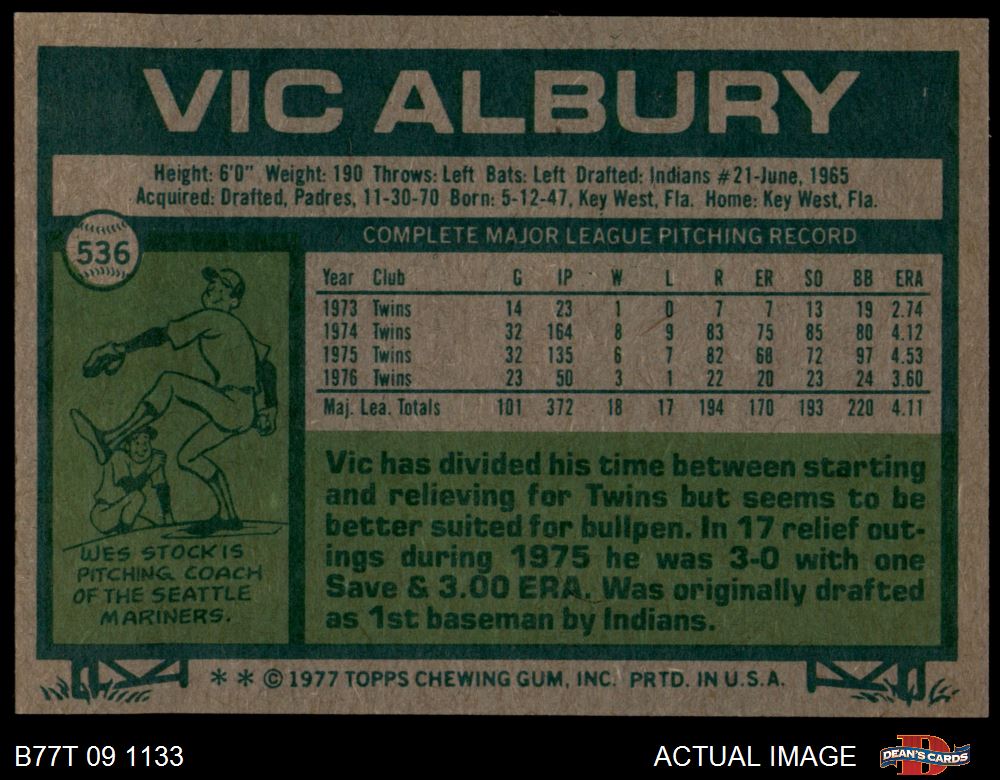 VIC ALBURY
Height: 6'0" Weight: 190 Throws: Left Bats: Left Drafted: Indians #21-June, 1965
Acquired: Drafted, Padres, 11-30-70 Born: 5-12-47, Key West, Fla. Home: Key West, Fla.
536
COMPLETE MAJOR LEAGUE PITCHING RECORD
Year Club G IP W L R ER SO BB ERA
1973 Twins 14 23 1 0 7 7 13 19 2.74
1974 Twins 32 164 8 9 83 75 85 80 4.12
1975 Twins 32 135 6 7 82 68 72 97 4.53
1976 Twins 23 50 3 1 22 20 23 24 3.60
Maj. Lea. Totals 101 372 18 17 194 170 193 220 4.11
WES STOCK IS
PITCHING COACH
OF THE SEATTLE
MARINERS.
Vic has divided his time between starting
and relieving for Twins but seems to be
better suited for bullpen. In 17 relief out-
ings during 1975 he was 3-0 with one
Save & 3.00 ERA. Was originally drafted
as 1st baseman by Indians.
* * © 1977 TOPPS CHEWING GUM, INC. PRTD. IN U.S.A.
B77T 09 1133
ACTUAL IMAGE
DEAN'S CARDS